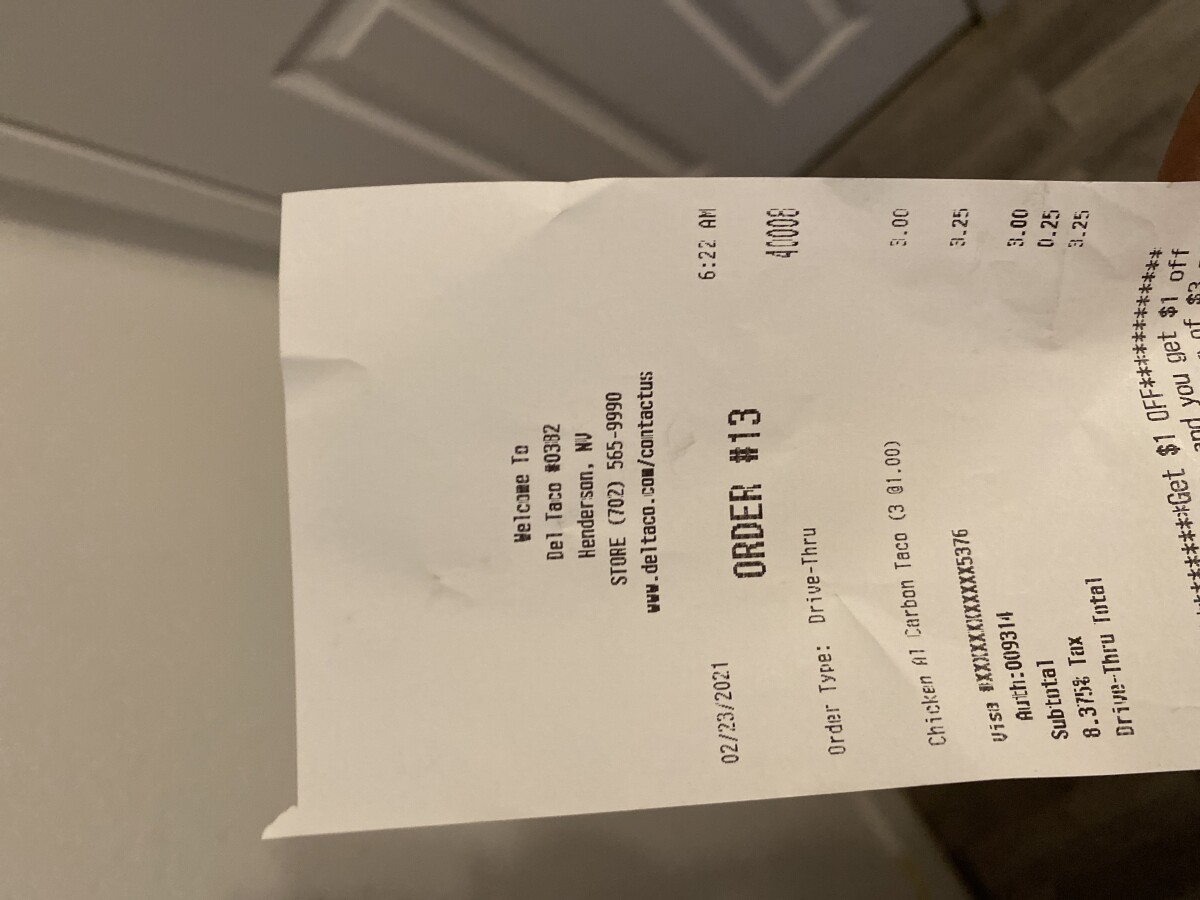 Welcome To
Del Taco #0382
Henderson, NV
STORE (702) 565-9990
www.deltaco.com/contactus
02/23/2021 6:22 AM
ORDER #13 40008
Order Type: Drive-Thru
Chicken Al Carbon Taco (3 @1.00) 3.00
Visa #XXXXXXXXXXXX5376 3.25
Auth:009314
Subtotal 3.00
8.375% Tax 0.25
Drive-Thru Total 3.25
*********Get $1 OFF*************
and you get $1 off
of $3